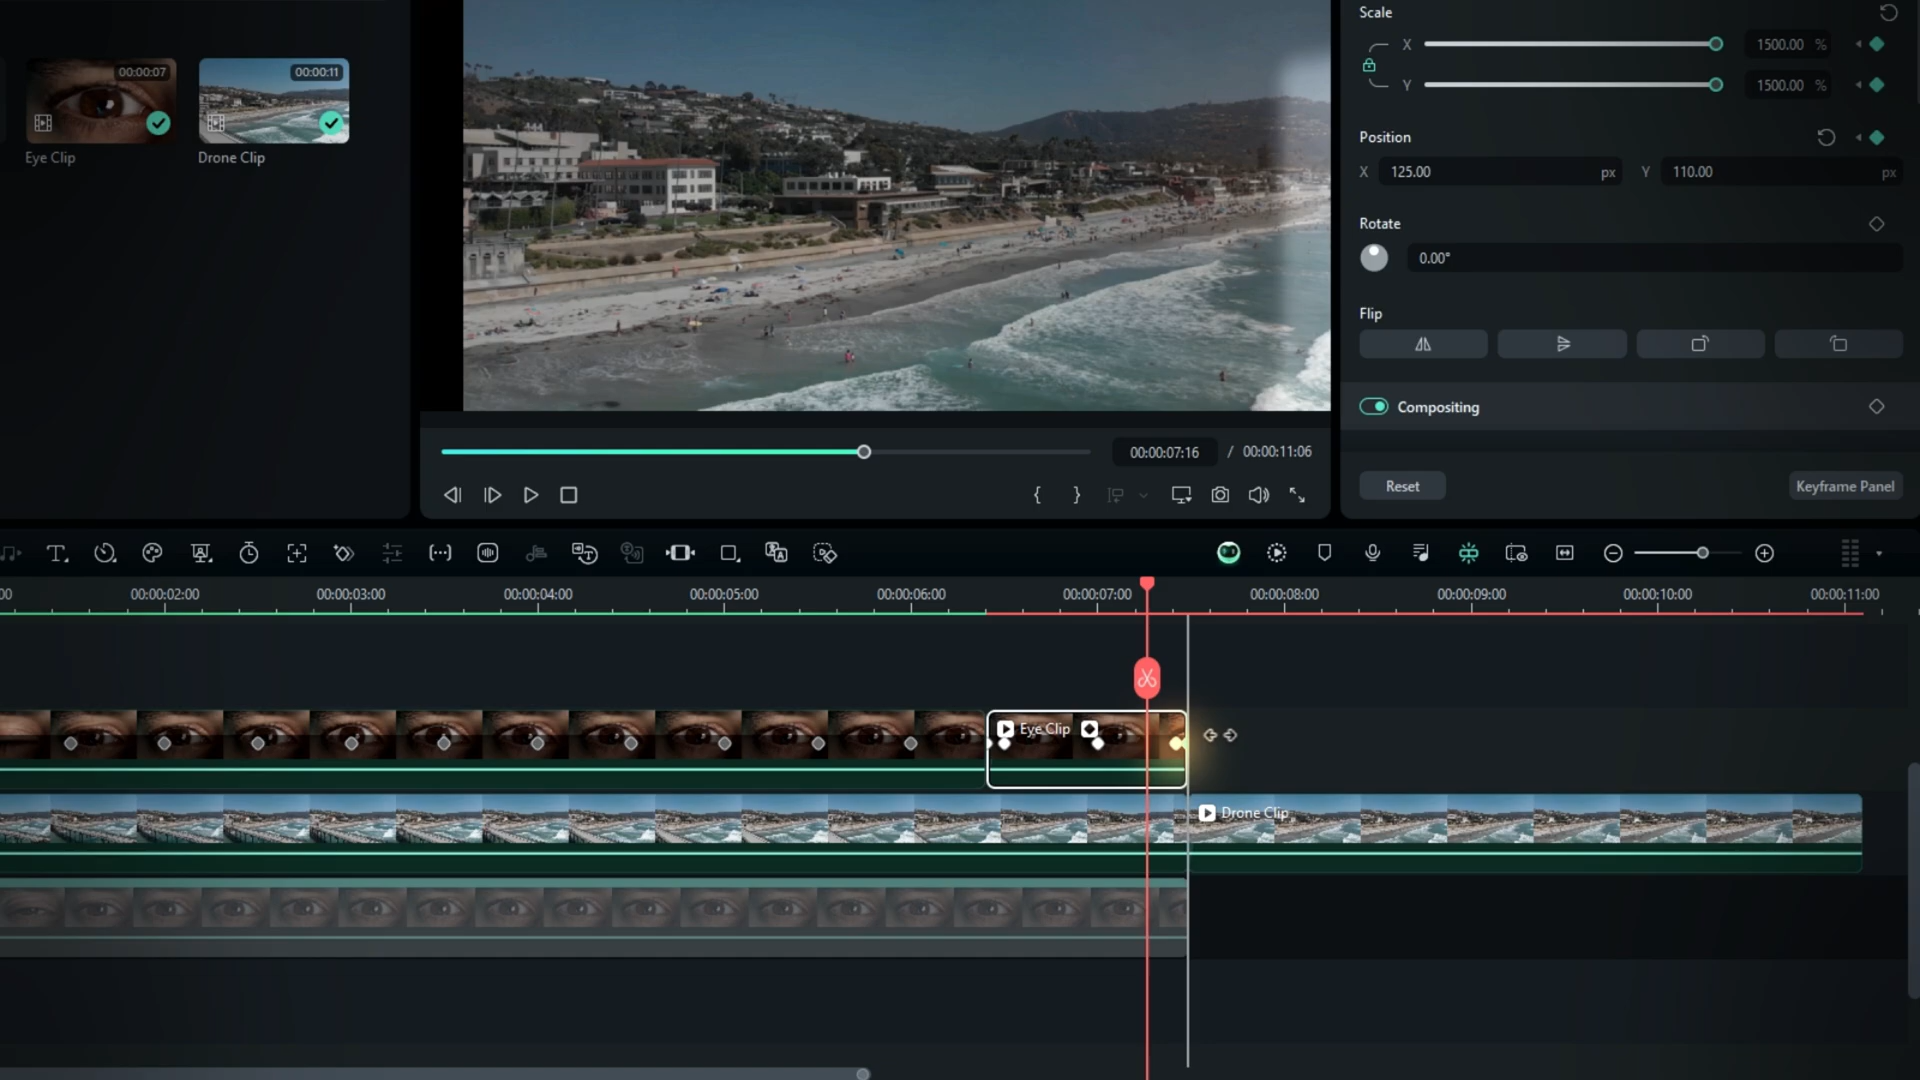 Scale
00:00:07
00:00:11
X 1500.00 %
Y 1500.00 %
Eye Clip
Drone Clip
Position
X 125.00 px Y 110.00 px
Rotate
0.00°
Flip
Compositing
00:00:07:16 / 00:00:11:06
Reset
Keyframe Panel
00 00:00:02:00 00:00:03:00 00:00:04:00 00:00:05:00 00:00:06:00 00:00:07:00 00:00:08:00 00:00:09:00 00:00:10:00 00:00:11:00
Eye Clip
Drone Clip